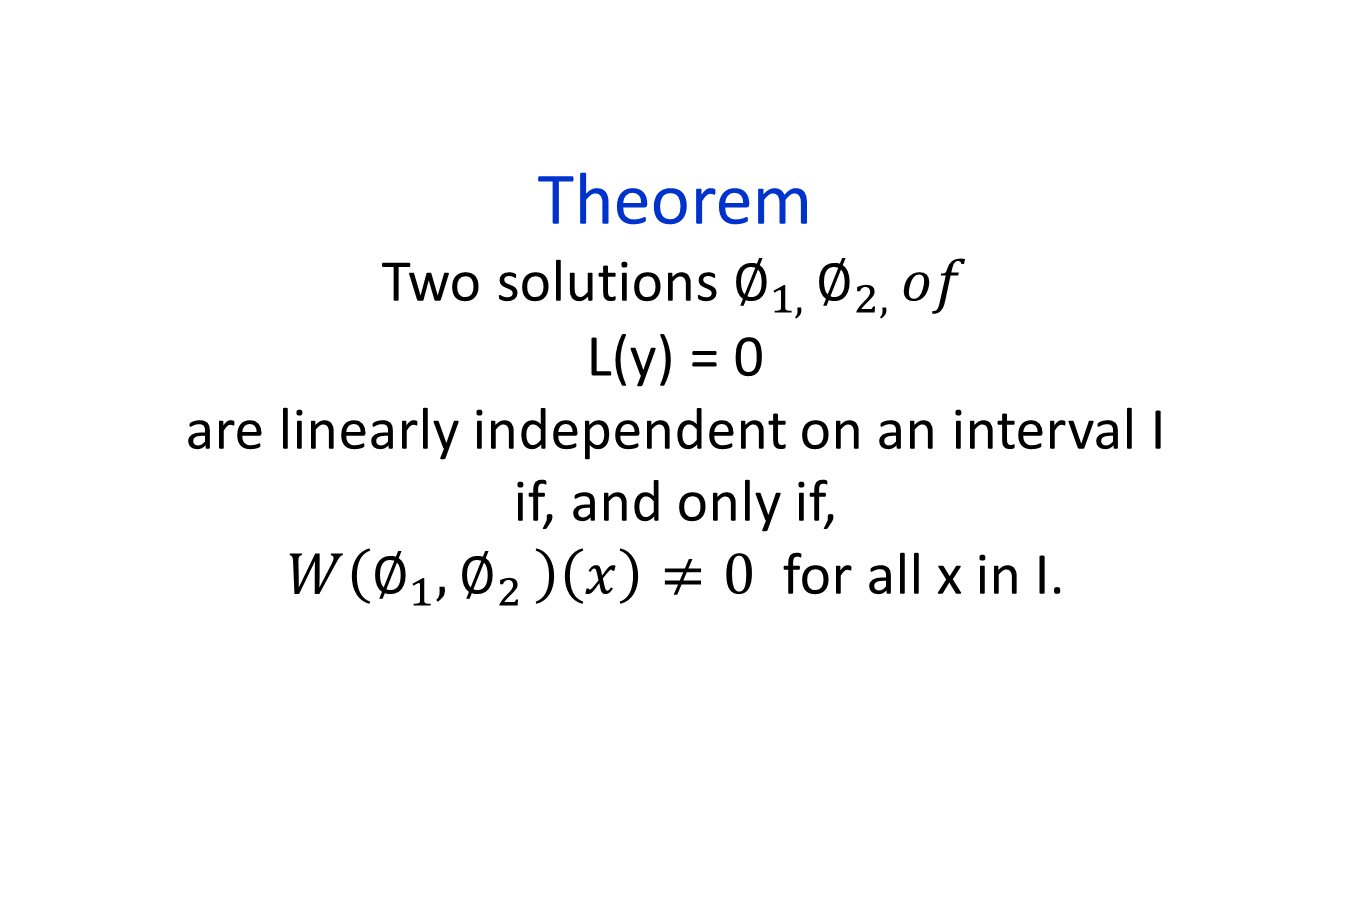 Theorem
Two solutions ∅₁, ∅₂, of
L(y) = 0
are linearly independent on an interval I
if, and only if,
W(∅₁, ∅₂ )(x) ≠ 0 for all x in I.